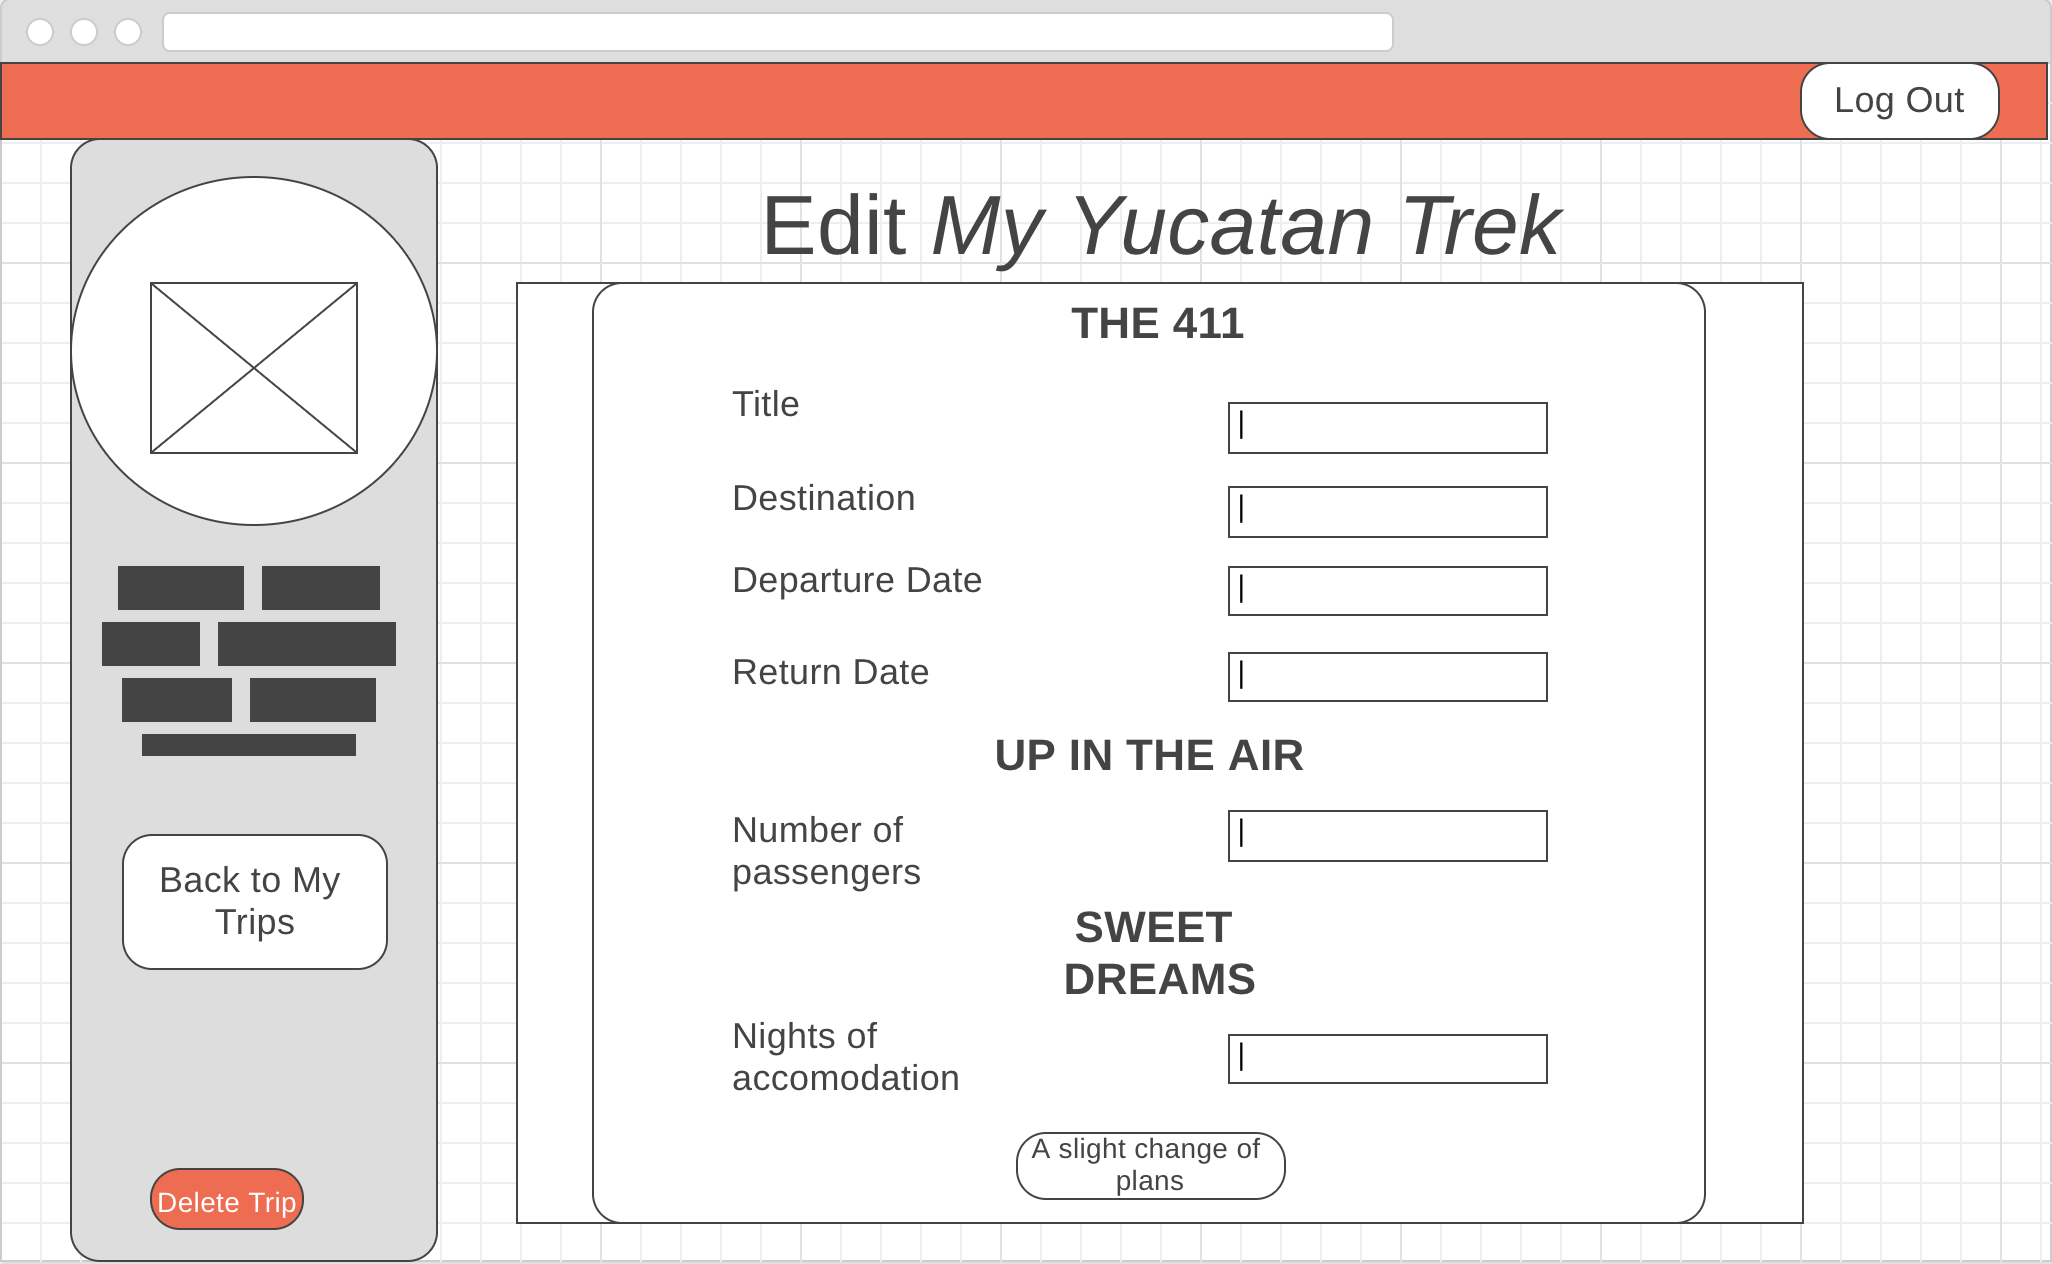 Log Out
Edit My Yucatan Trek
THE 411
Title
Destination
Departure Date
Return Date
UP IN THE AIR
Number of
passengers
SWEET
DREAMS
Nights of
accomodation
A slight change of
plans
Back to My
Trips
Delete Trip